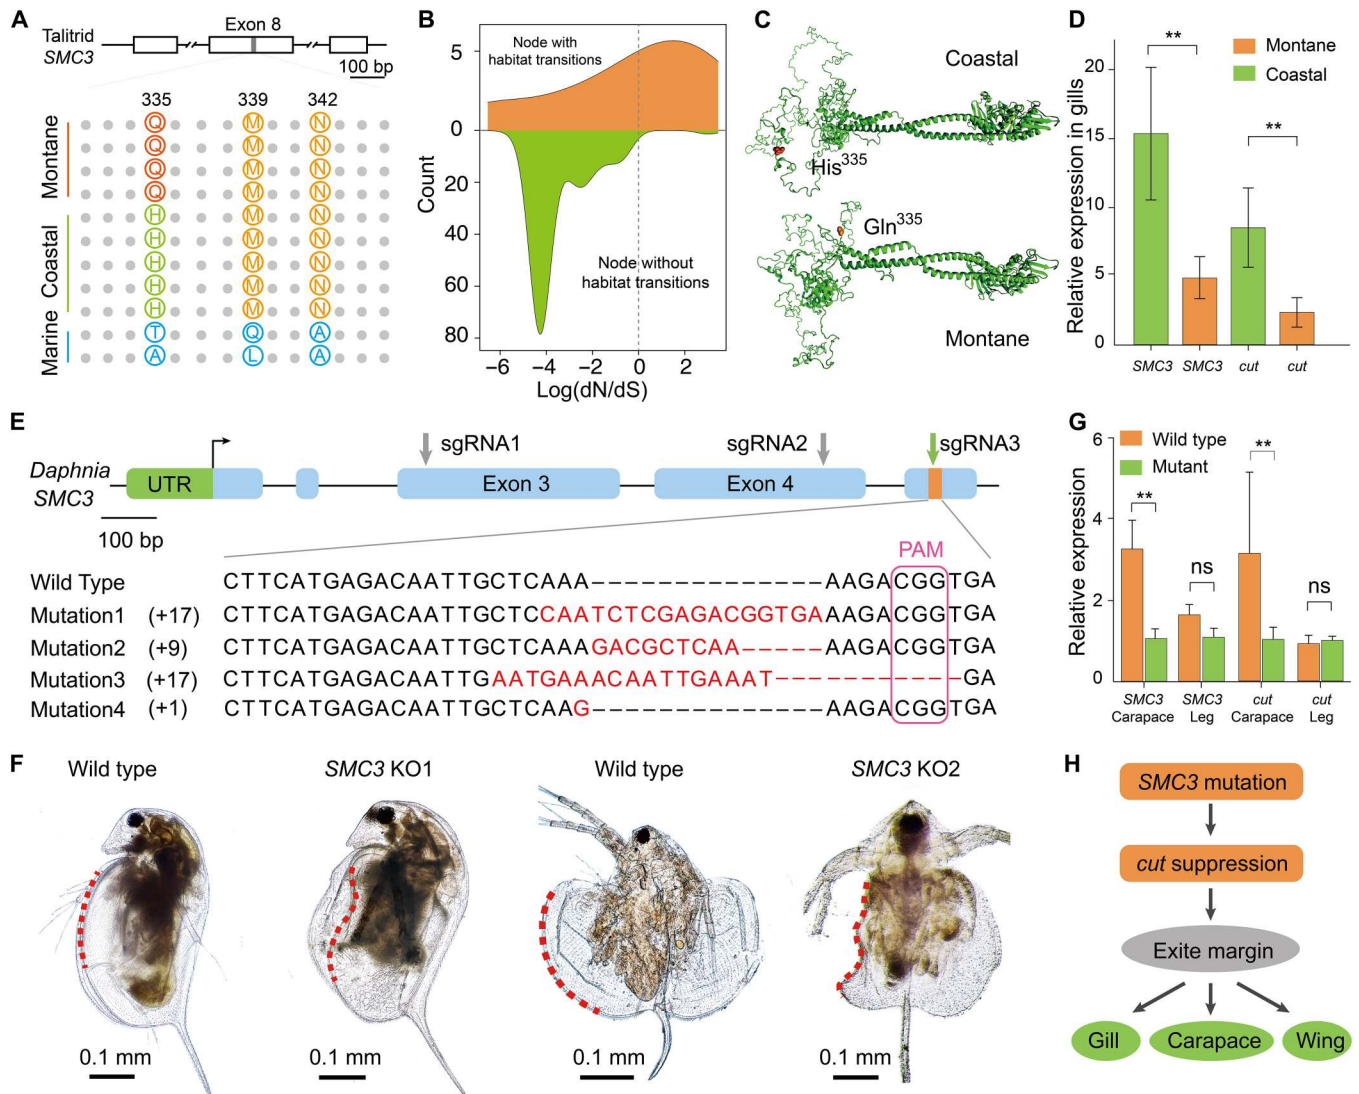 A
Talitrid
SMC3
Exon 8
100 bp
335 339 342
Montane
Coastal
Marine
Q M N
Q M N
Q M N
Q M N
H M N
H M N
H M N
H M N
H M N
T Q A
A L A
B
Node with
habitat transitions
Node without
habitat transitions
Count
5
0
20
40
60
80
−6 −4 −2 0 2
Log(dN/dS)
C
Coastal
His335
Gln335
Montane
D
** Montane
Coastal
**
Relative expression in gills
20
15
10
5
0
SMC3 SMC3 cut cut
E
Daphnia
SMC3
UTR
sgRNA1
sgRNA2
sgRNA3
Exon 3
Exon 4
100 bp
PAM
Wild Type CTTCATGAGACAATTGCTCAAA−−−−−−−−−−−−−AAGACGGTGA
Mutation1 (+17) CTTCATGAGACAATTGCTCCAATCTCGAGACGGTGAAAGACGGTGA
Mutation2 (+9) CTTCATGAGACAATTGCTCAAAGACGCTCAA−−−−−AAGACGGTGA
Mutation3 (+17) CTTCATGAGACAATTGAATGAAACAATTGAAAT−−−−−−−−−−−GA
Mutation4 (+1) CTTCATGAGACAATTGCTCAAG−−−−−−−−−−−−−AAGACGGTGA
G
Wild type
Mutant
** ns ** ns
Relative expression
6
4
2
0
SMC3 SMC3 cut cut
Carapace Leg Carapace Leg
F
Wild type SMC3 KO1 Wild type SMC3 KO2
0.1 mm 0.1 mm 0.1 mm 0.1 mm
H
SMC3 mutation
cut suppression
Exite margin
Gill Carapace Wing